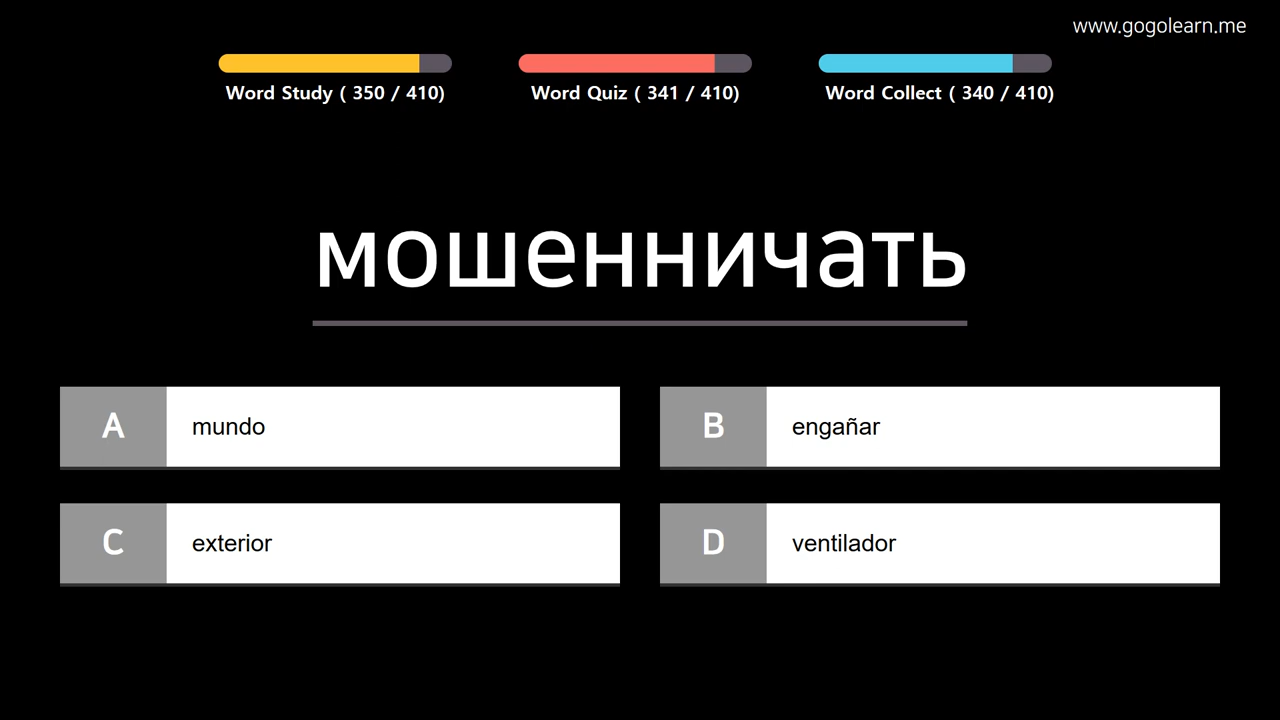 www.gogolearn.me
Word Study ( 350 / 410)
Word Quiz ( 341 / 410)
Word Collect ( 340 / 410)
мошенничать
A mundo
B engañar
C exterior
D ventilador